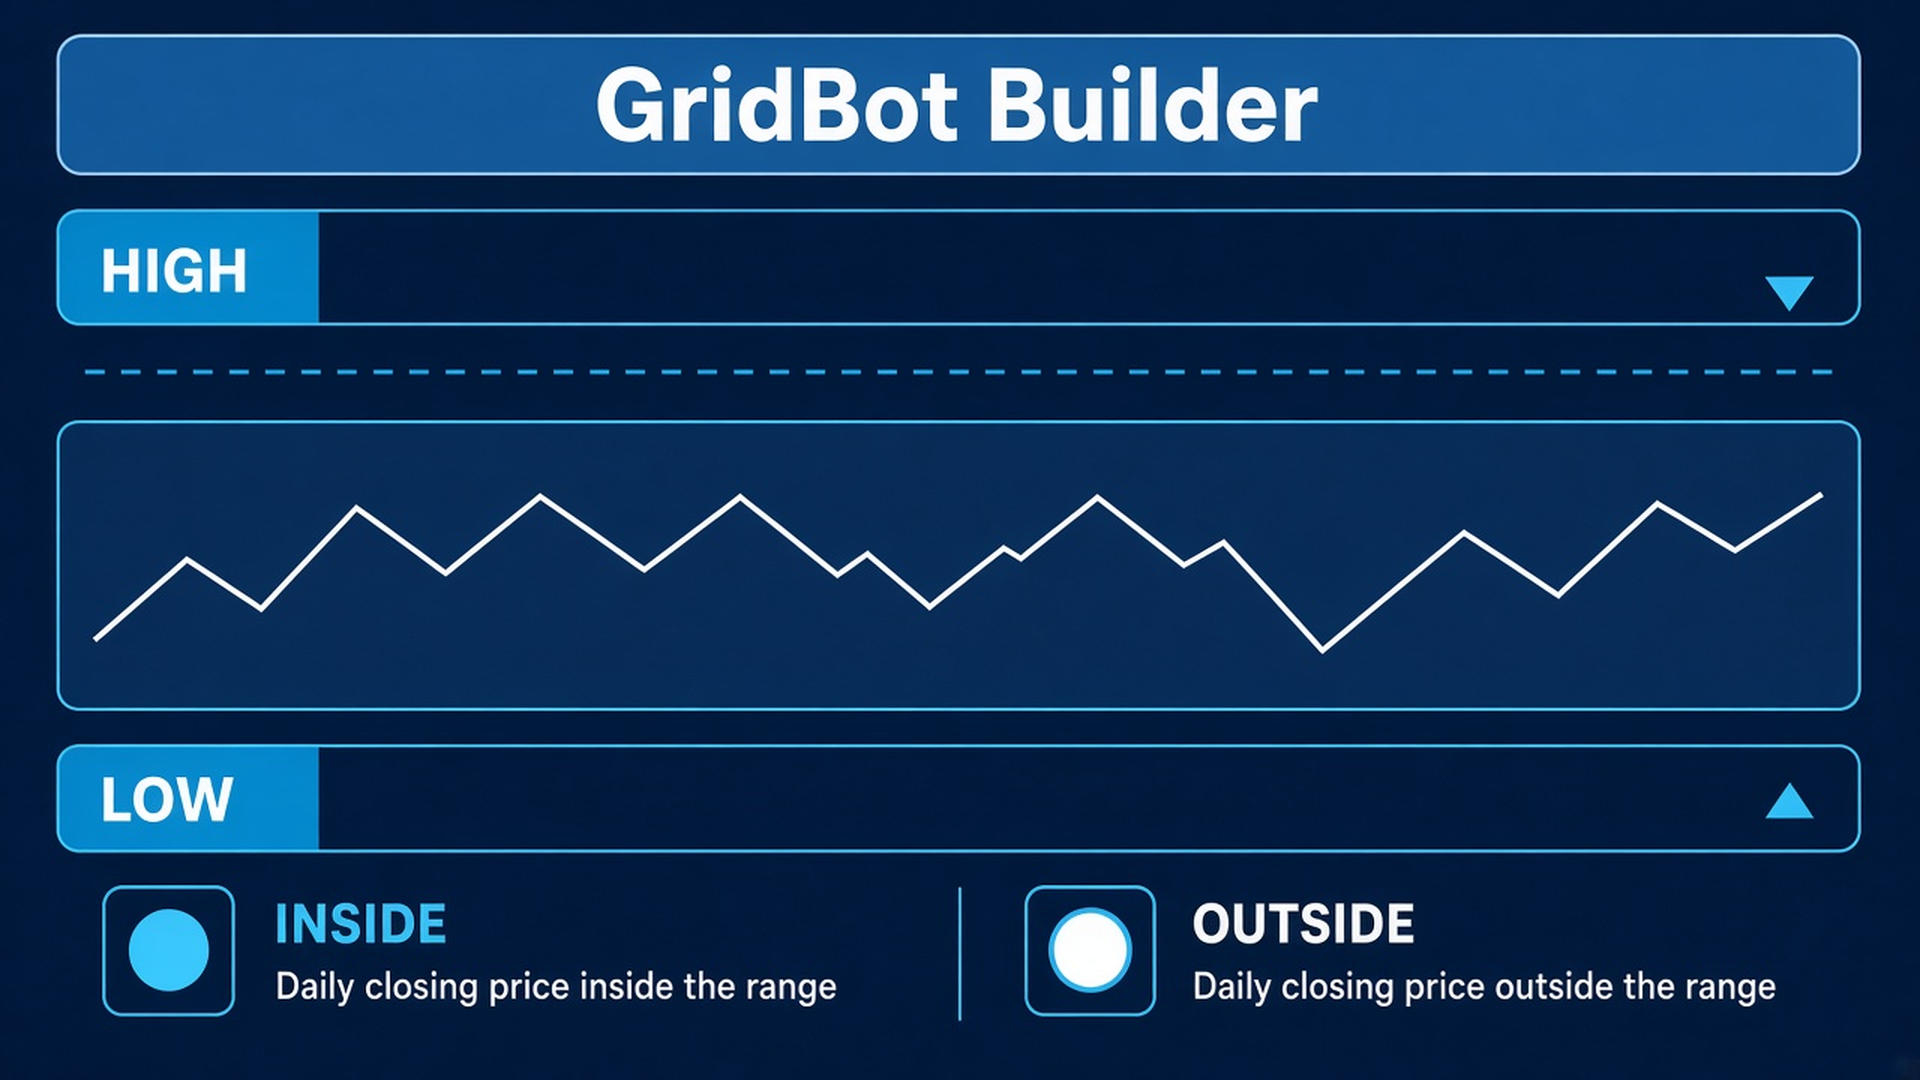 GridBot Builder
HIGH
LOW
INSIDE
Daily closing price inside the range
OUTSIDE
Daily closing price outside the range